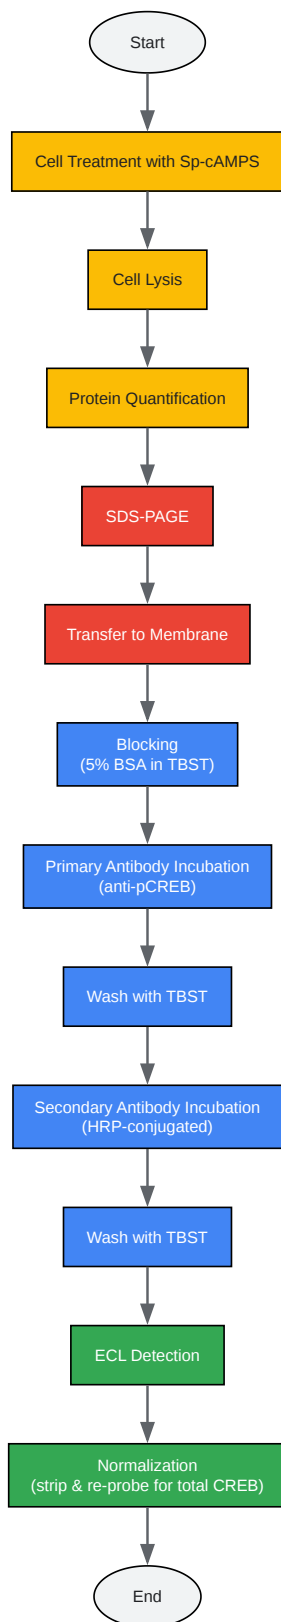 Start
Cell Treatment with Sp-cAMPS
Cell Lysis
Protein Quantification
SDS-PAGE
Transfer to Membrane
Blocking
(5% BSA in TBST)
Primary Antibody Incubation
(anti-pCREB)
Wash with TBST
Secondary Antibody Incubation
(HRP-conjugated)
Wash with TBST
ECL Detection
Normalization
(strip & re-probe for total CREB)
End